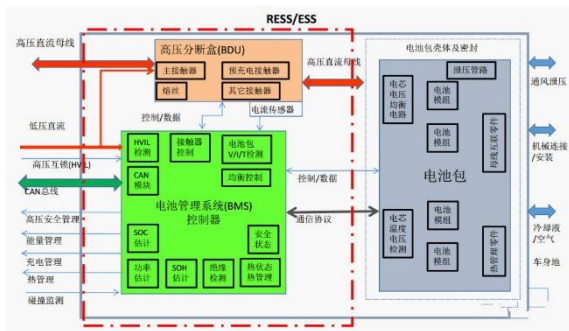 RESS/ESS
高压直流母线
高压分断盒(BDU)
主接触器
预充电接触器
熔丝
其它接触器
高压直流母线
控制/数据
电流传感器
低压直流
高压互锁(HVIL)
CAN总线
高压安全管理
能量管理
充电管理
热管理
碰撞监测
HVIL
检测
接触器
控制
电池包
V/I/T检测
CAN
模块
均衡控制
电池管理系统(BMS)
控制器
SOC
估计
安全
状态
功率
估计
SOH
估计
绝缘
检测
热状态
热管理
控制/数据
通信协议
电池包壳体及密封
泄压管路
电芯
电压
均衡
电路
电池
模组
电池
模组
母线互联零件
电池包
电芯
温度
电压
检测
电池
模组
电池
模组
热管理零件
通风泄压
机械连接
/安装
冷却液
/空气
车身地